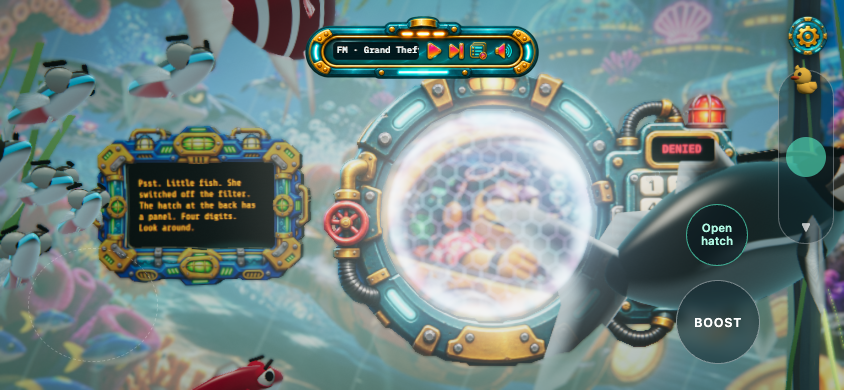 FM - Grand Thef
DENIED
1
Psst. Little fish. She
switched off the filter.
The hatch at the back has
a panel. Four digits.
Look around.
Open
hatch
BOOST